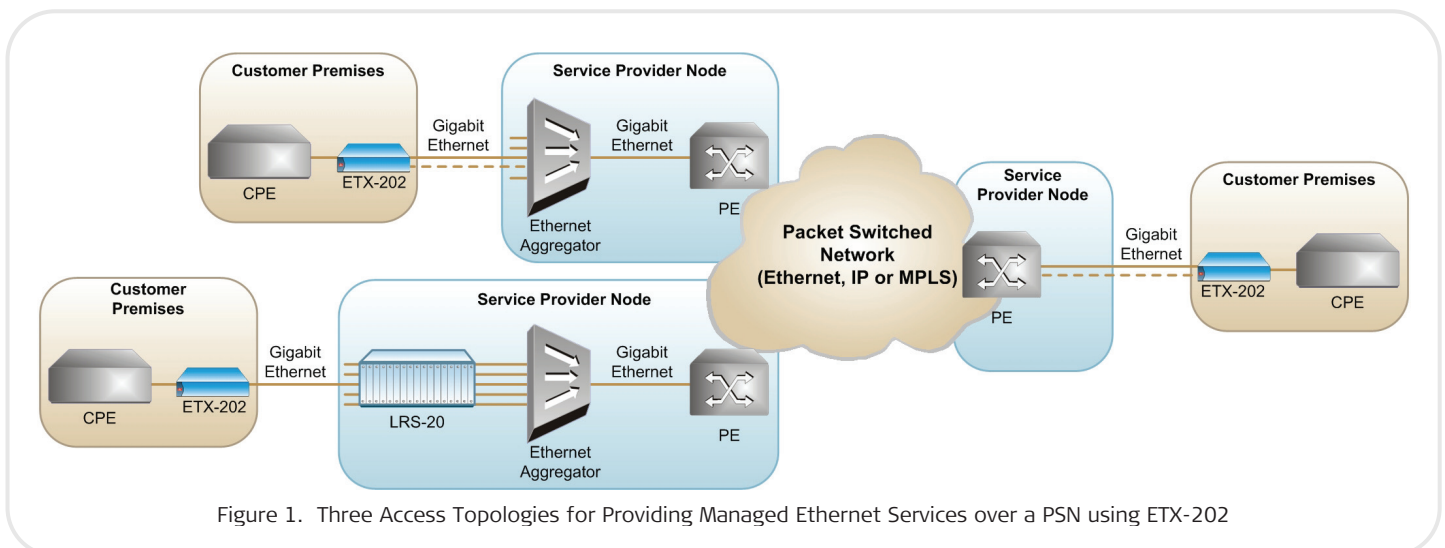 Customer Premises
CPE
ETX-202
Gigabit
Ethernet
Service Provider Node
Ethernet
Aggregator
Gigabit
Ethernet
PE
Customer
Premises
CPE
ETX-202
Gigabit
Ethernet
Service Provider Node
LRS-20
Ethernet
Aggregator
Gigabit
Ethernet
PE
Packet Switched
Network
(Ethernet, IP or MPLS)
Service
Provider Node
PE
Gigabit
Ethernet
Customer Premises
ETX-202
CPE
Figure 1. Three Access Topologies for Providing Managed Ethernet Services over a PSN using ETX-202